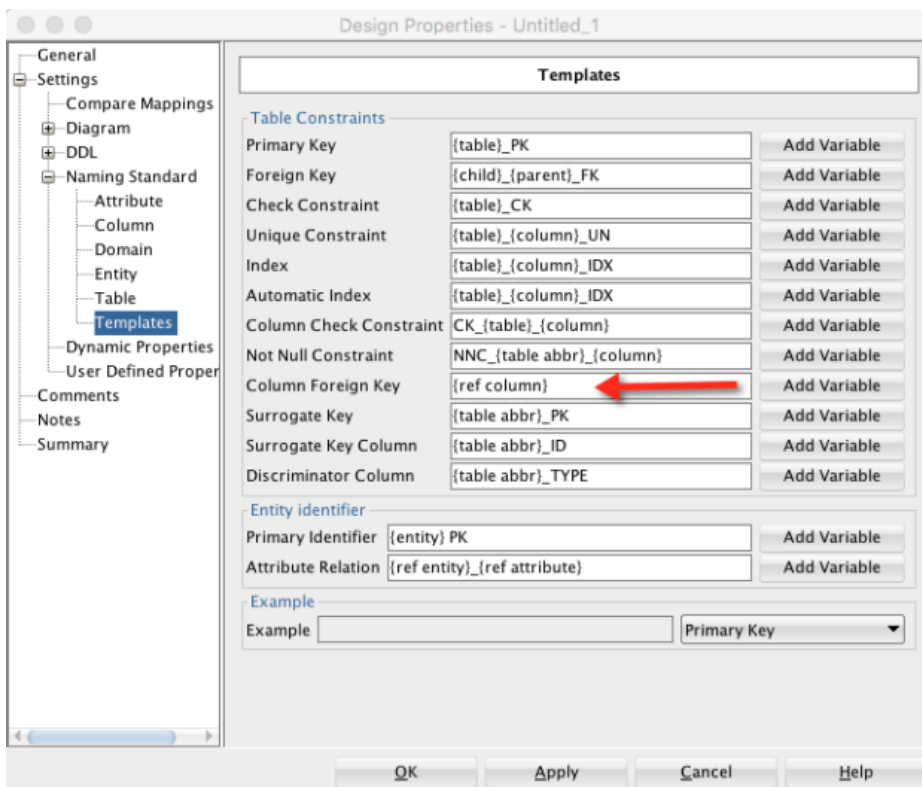 Design Properties - Untitled_1
General
Settings
Compare Mappings
Diagram
DDL
Naming Standard
Attribute
Column
Domain
Entity
Table
Templates
Dynamic Properties
User Defined Proper
Comments
Notes
Summary
Templates
Table Constraints
Primary Key {table}_PK Add Variable
Foreign Key {child}_{parent}_FK Add Variable
Check Constraint {table}_CK Add Variable
Unique Constraint {table}_{column}_UN Add Variable
Index {table}_{column}_IDX Add Variable
Automatic Index {table}_{column}_IDX Add Variable
Column Check Constraint CK_{table}_{column} Add Variable
Not Null Constraint NNC_{table abbr}_{column} Add Variable
Column Foreign Key {ref column} Add Variable
Surrogate Key {table abbr}_PK Add Variable
Surrogate Key Column {table abbr}_ID Add Variable
Discriminator Column {table abbr}_TYPE Add Variable
Entity identifier
Primary Identifier {entity} PK Add Variable
Attribute Relation {ref entity}_{ref attribute} Add Variable
Example
Example Primary Key
OK Apply Cancel Help